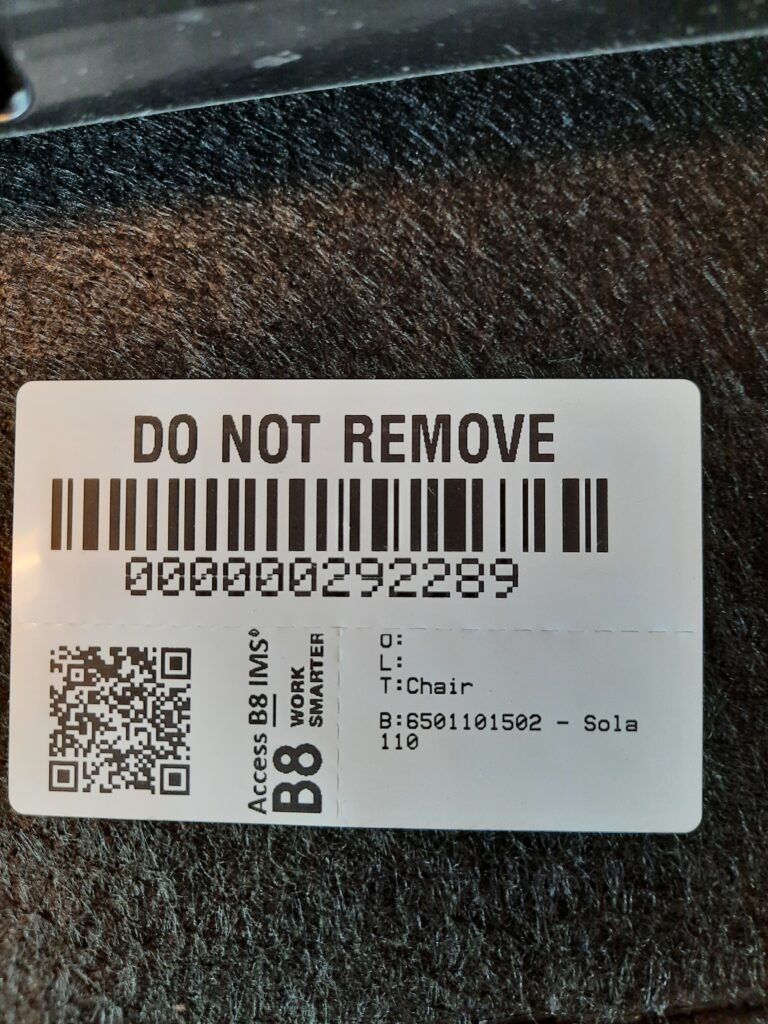 DO NOT REMOVE
000000292289
Access B8 IMS®
B8 WORK SMARTER
O:
L:
T:Chair
B:6501101502 - Sola
110